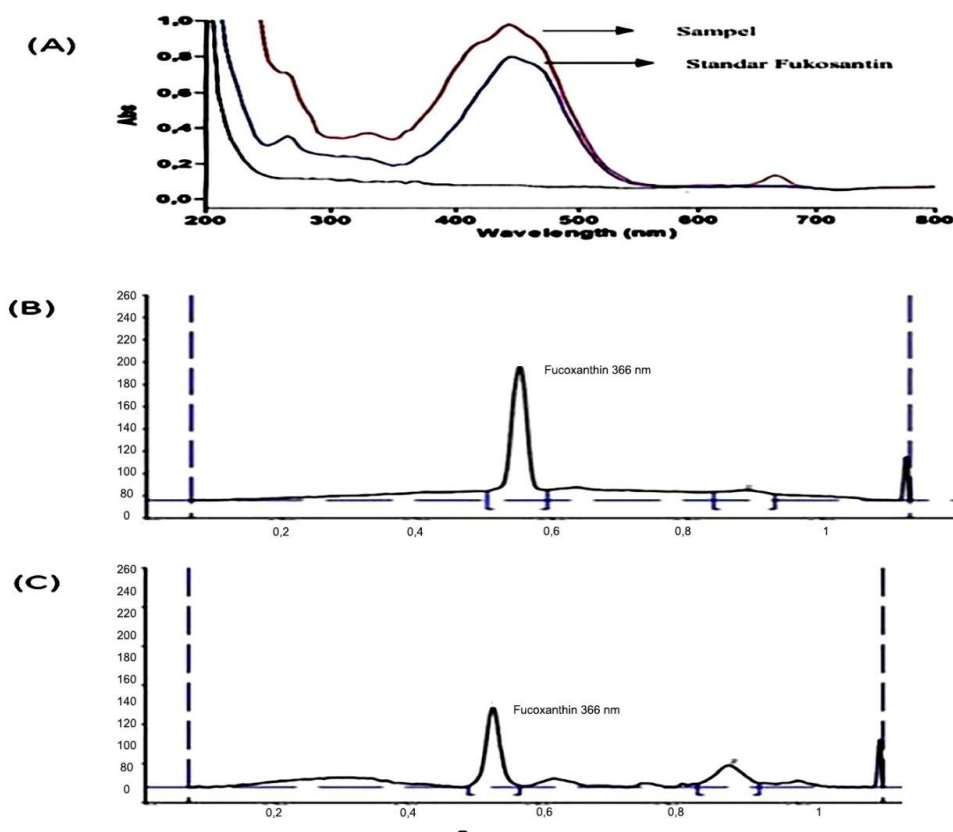 (A)
Abs
1,0
0,8
0,6
0,4
0,2
0,0
Sampel
Standar Fukosantin
200 300 400 500 600 700 800
Wavelength (nm)
(B)
260
240
220
200
180
160
140
120
100
80
0
Fucoxanthin 366 nm
0,2 0,4 0,6 0,8 1
(C)
260
240
220
200
180
160
140
120
100
80
0
Fucoxanthin 366 nm
0,2 0,4 0,6 0,8 1